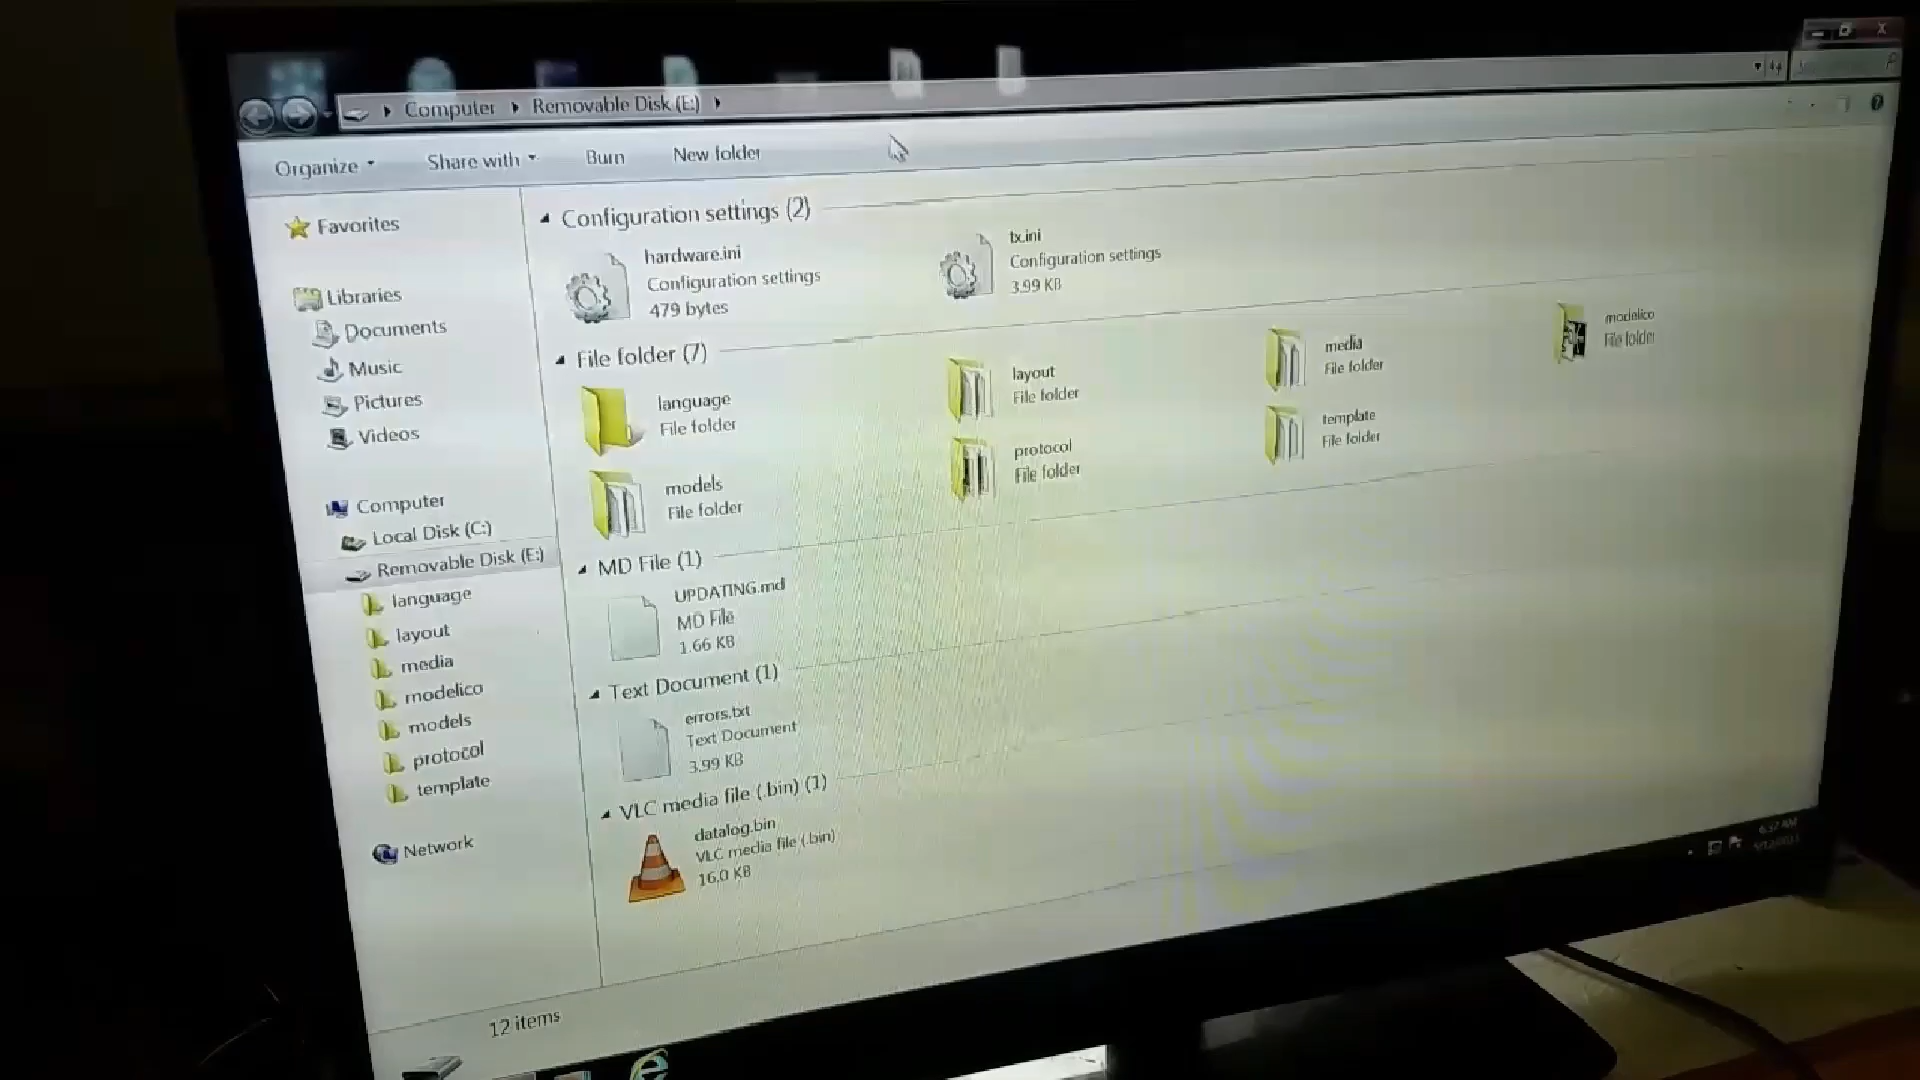 Computer
Removable Disk (E:)
Organize
Share with
Burn
New folder
Favorites
Libraries
Documents
Music
Pictures
Videos
Computer
Local Disk (C:)
Removable Disk (E:)
language
layout
media
modelico
models
protocol
template
Network
Configuration settings (2)
hardware.ini
Configuration settings
479 bytes
tx.ini
Configuration settings
3.99 KB
File folder (7)
language
File folder
layout
File folder
media
File folder
modelico
File folder
models
File folder
protocol
File folder
template
File folder
MD File (1)
UPDATING.md
MD File
1.66 KB
Text Document (1)
errors.txt
Text Document
3.99 KB
VLC media file (.bin) (1)
datalog.bin
VLC media file (.bin)
16.0 KB
12 items
6:37 AM